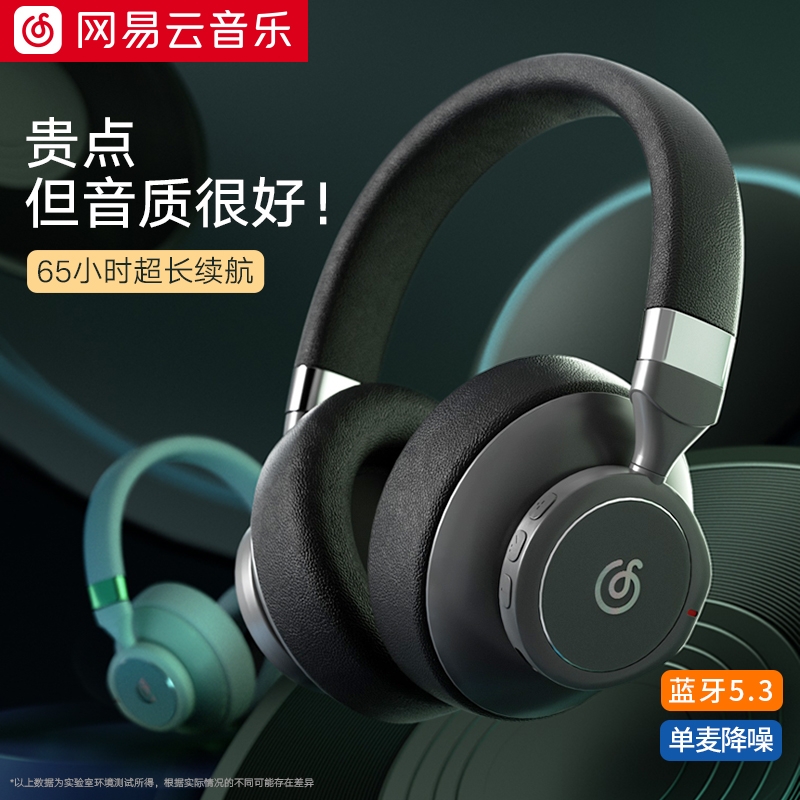 网易云音乐
贵点
但音质很好！
65小时超长续航
蓝牙5.3
单麦降噪
*以上数据为实验室环境测试所得，根据实际情况的不同可能存在差异